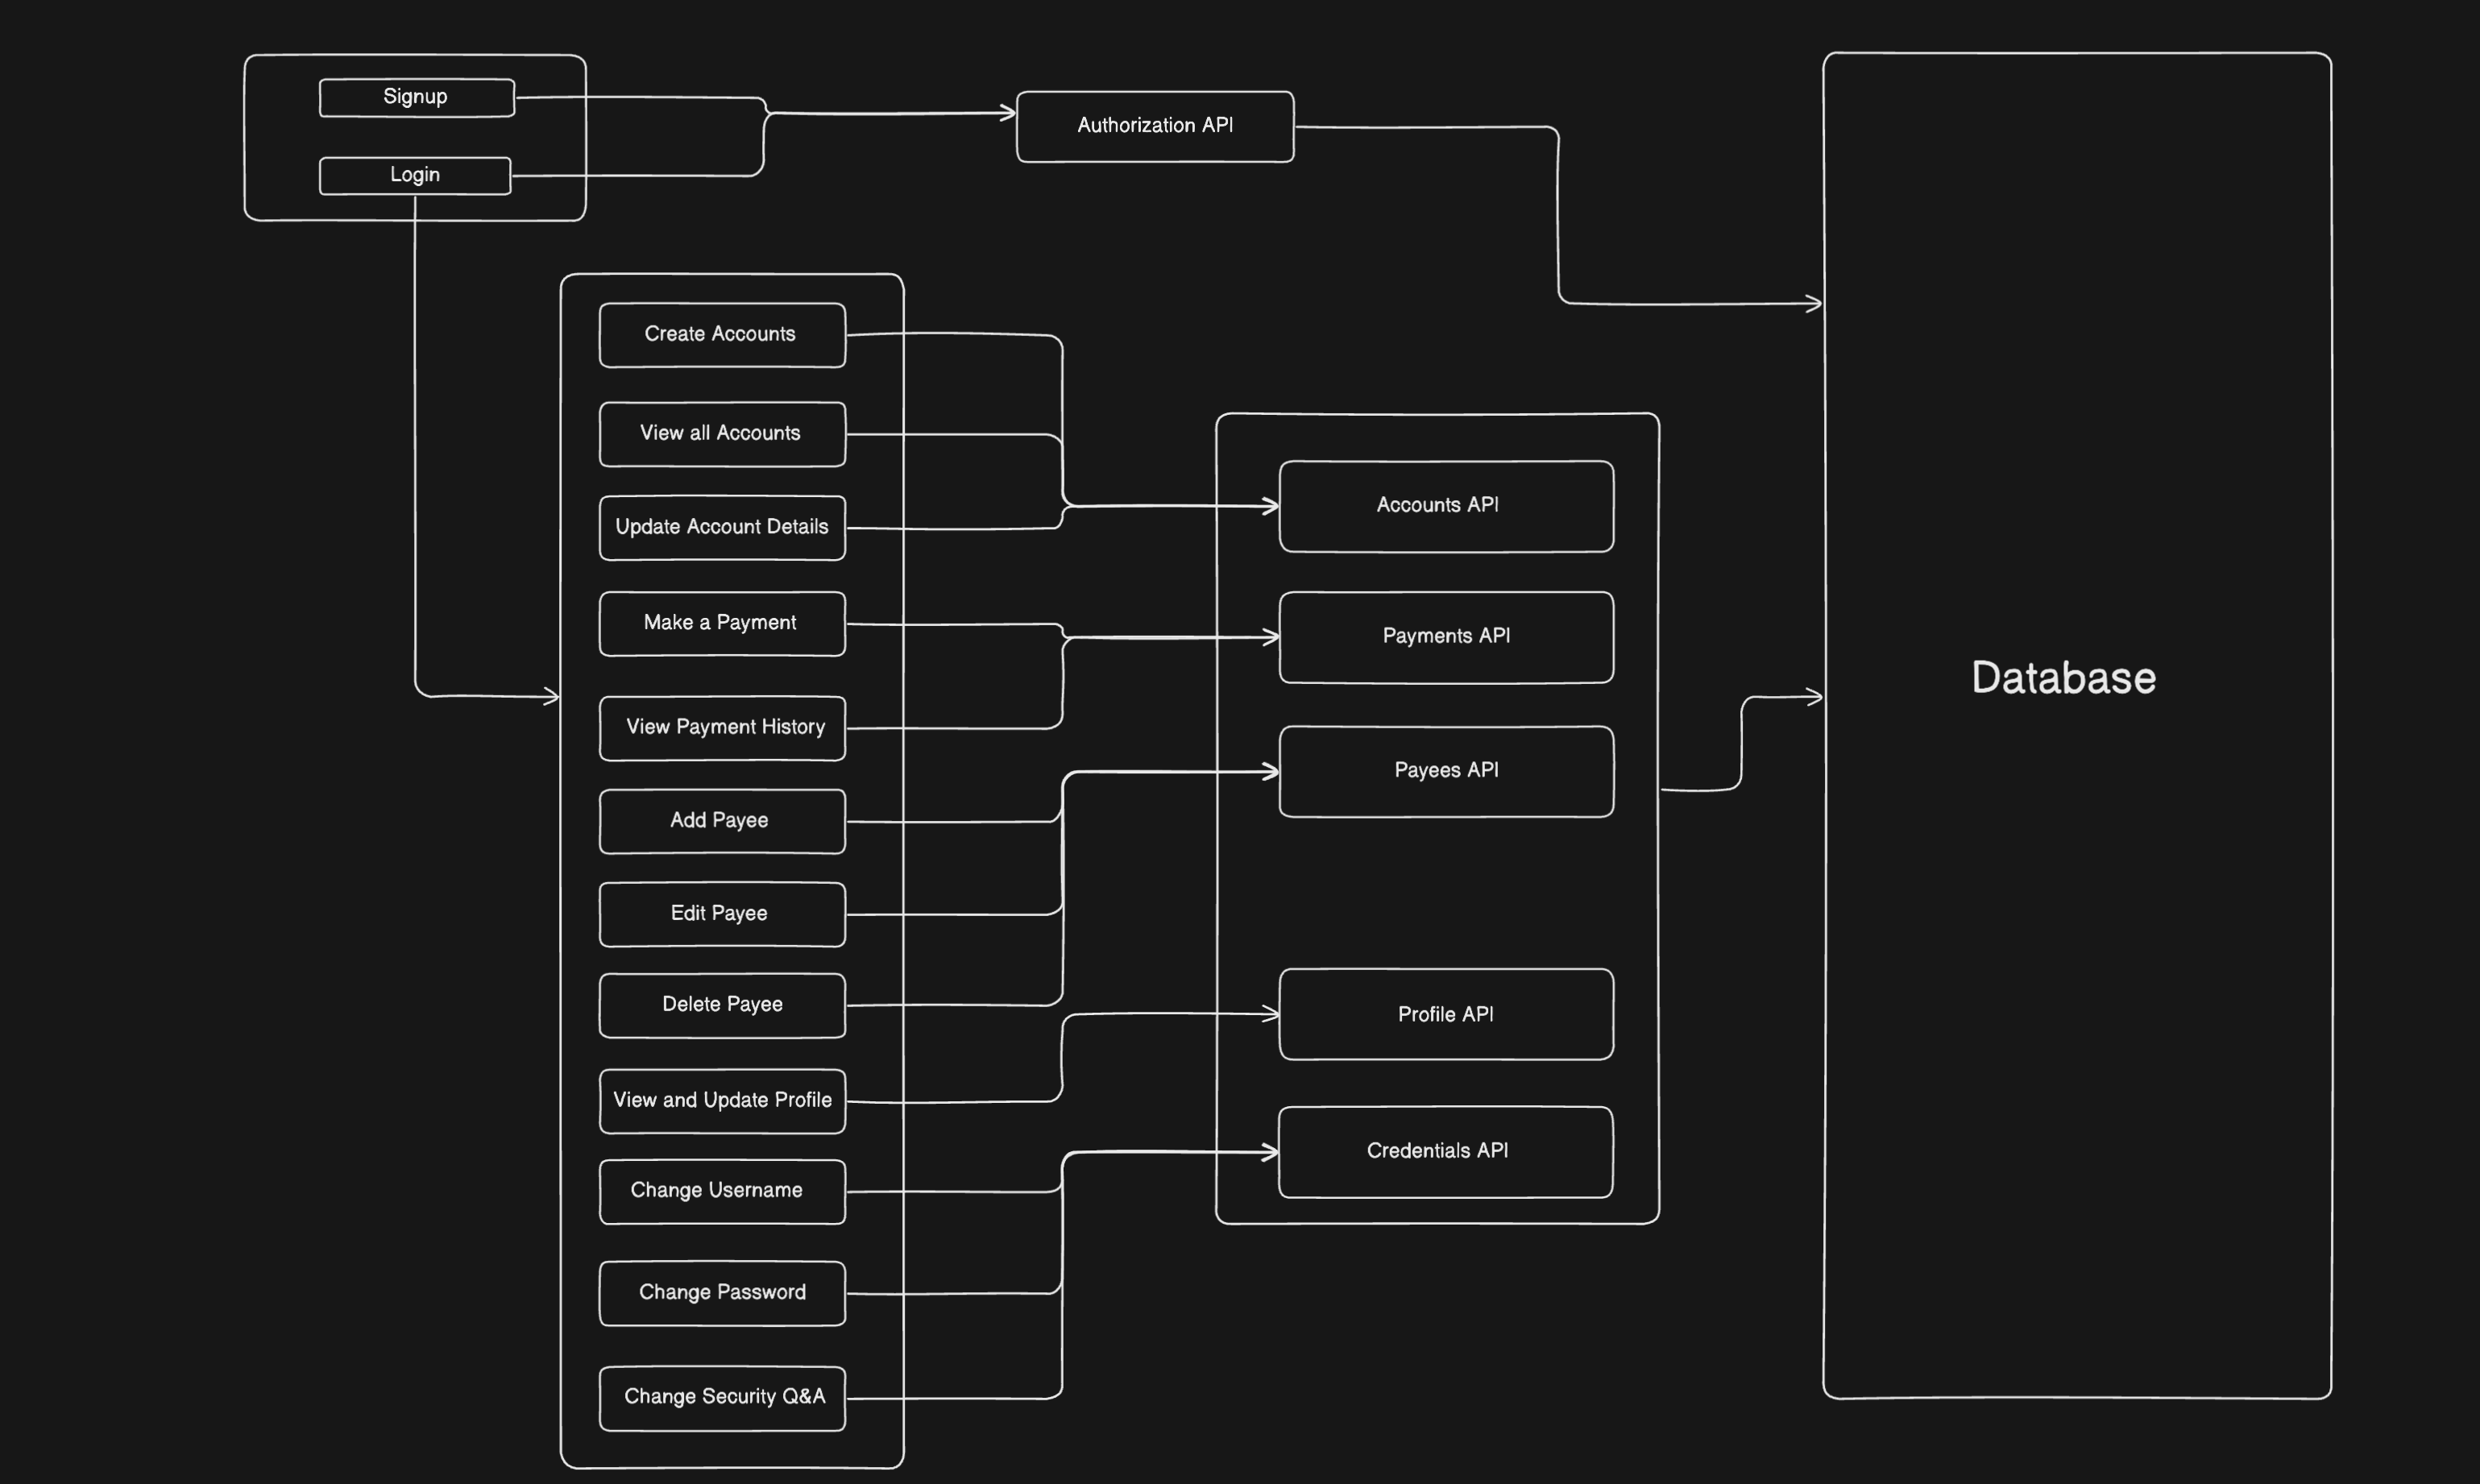 Signup
Login
Authorization API
Create Accounts
View all Accounts
Update Account Details
Make a Payment
View Payment History
Add Payee
Edit Payee
Delete Payee
View and Update Profile
Change Username
Change Password
Change Security Q&A
Accounts API
Payments API
Payees API
Profile API
Credentials API
Database